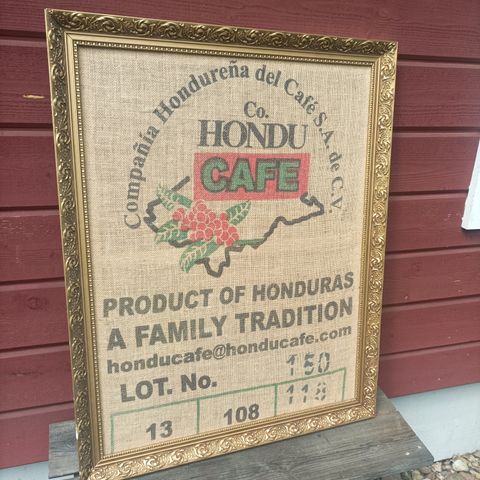 Compañía Hondureña del Café S.A. de C.V.
Co.
HONDU
CAFE
PRODUCT OF HONDURAS
A FAMILY TRADITION
honducafe@honducafe.com
LOT. No. 150
13 108 118